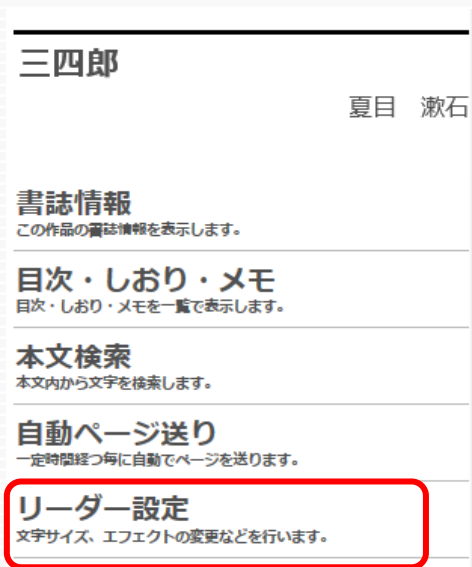 三四郎
夏目　漱石
書誌情報
この作品の書誌情報を表示します。
目次・しおり・メモ
目次・しおり・メモを一覧で表示します。
本文検索
本文内から文字を検索します。
自動ページ送り
一定時間経つ毎に自動でページを送ります。
リーダー設定
文字サイズ、エフェクトの変更などを行います。